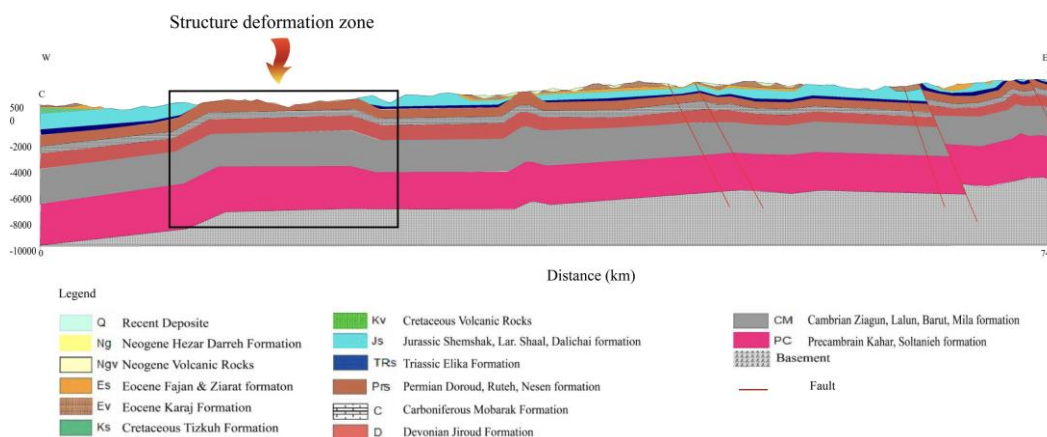 Structure deformation zone
W
E
C
500
0
-2000
-4000
-6000
-8000
-10000
0
74
Distance (km)
Legend
Q Recent Deposite
Ng Neogene Hezar Darreh Formation
Ngv Neogene Volcanic Rocks
Es Eocene Fajan & Ziarat formaton
Ev Eocene Karaj Formation
Ks Cretaceous Tizkuh Formation
Kv Cretaceous Volcanic Rocks
Js Jurassic Shemshak, Lar. Shaal, Dalichai formation
TRs Triassic Elika Formation
Prs Permian Doroud, Ruteh, Nesen formation
C Carboniferous Mobarak Formation
D Devonian Jiroud Formation
CM Cambrian Ziagun, Lalun, Barut, Mila formation
PC Precambrain Kahar, Soltanieh formation
Basement
Fault